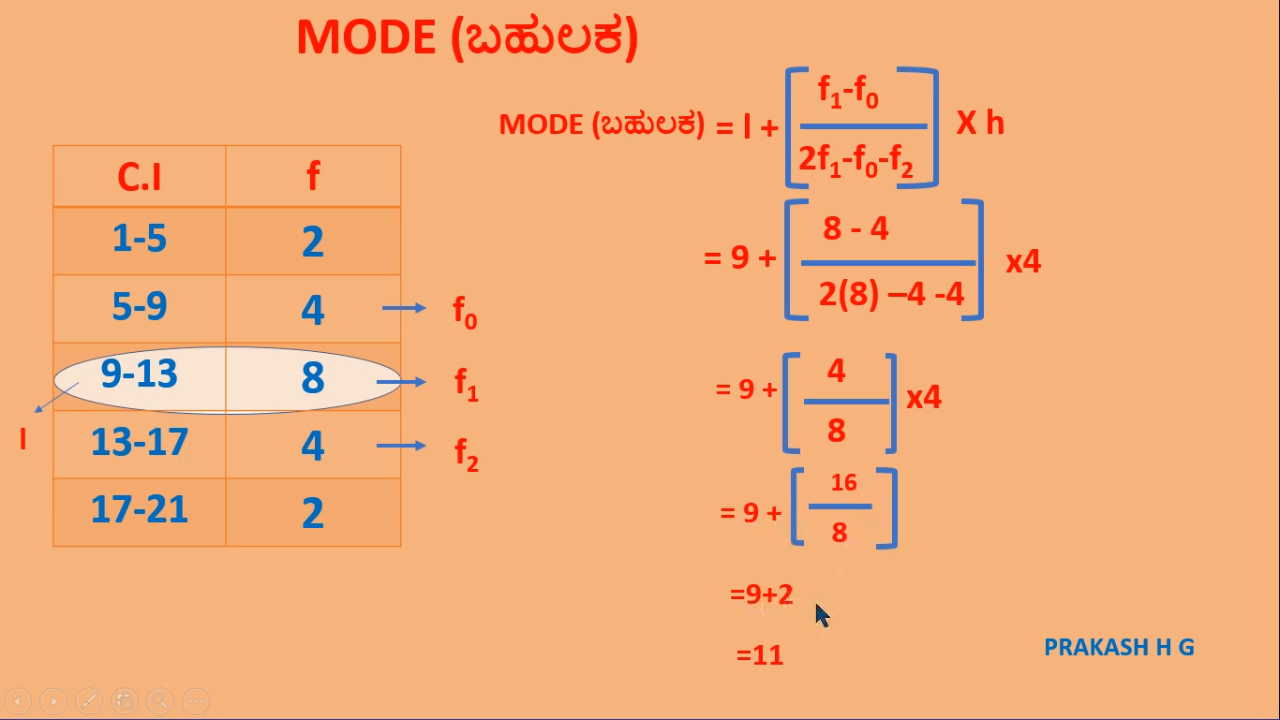 MODE (ಬಹುಲಕ)
C.I f
1-5 2
5-9 4 f₀
9-13 8 f₁
l
13-17 4 f₂
17-21 2
MODE (ಬಹುಲಕ) = l + [ f₁-f₀ / 2f₁-f₀-f₂ ] X h
= 9 + [ 8 - 4 / 2(8) –4 -4 ] x4
= 9 + [ 4 / 8 ] x4
= 9 + [ 16 / 8 ]
=9+2
=11
PRAKASH H G